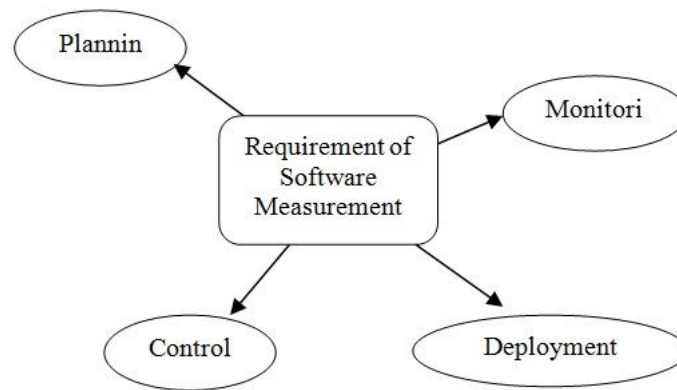 Plannin
Monitori
Requirement of
Software
Measurement
Control
Deployment